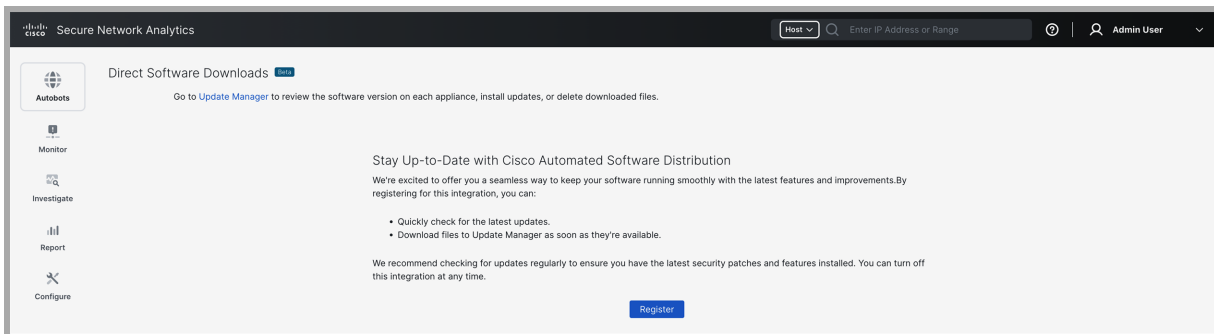 CISCO Secure Network Analytics
Host
Enter IP Address or Range
Admin User
Autobots
Monitor
Investigate
Report
Configure
Direct Software Downloads Beta
Go to Update Manager to review the software version on each appliance, install updates, or delete downloaded files.
Stay Up-to-Date with Cisco Automated Software Distribution
We're excited to offer you a seamless way to keep your software running smoothly with the latest features and improvements.By
registering for this integration, you can:
• Quickly check for the latest updates.
• Download files to Update Manager as soon as they're available.
We recommend checking for updates regularly to ensure you have the latest security patches and features installed. You can turn off
this integration at any time.
Register